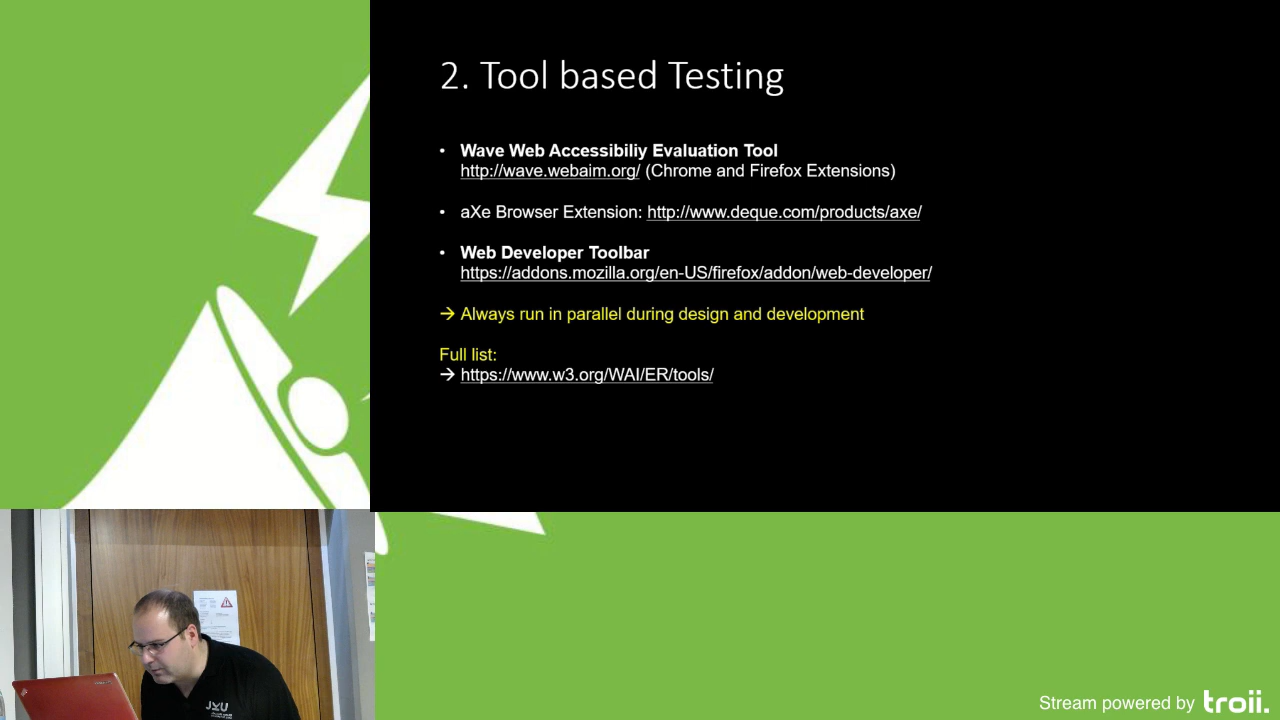 2. Tool based Testing
• Wave Web Accessibiliy Evaluation Tool
http://wave.webaim.org/ (Chrome and Firefox Extensions)
• aXe Browser Extension: http://www.deque.com/products/axe/
• Web Developer Toolbar
https://addons.mozilla.org/en-US/firefox/addon/web-developer/
→ Always run in parallel during design and development
Full list:
→ https://www.w3.org/WAI/ER/tools/
JKU
Stream powered by troii.